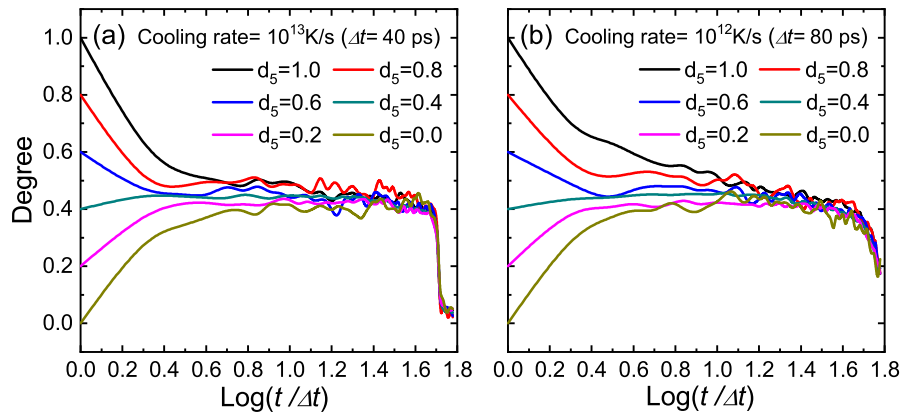 (a) Cooling rate= 10¹³K/s (Δt= 40 ps)
d₅=1.0 d₅=0.8
d₅=0.6 d₅=0.4
d₅=0.2 d₅=0.0
Degree
1.0
0.8
0.6
0.4
0.2
0.0
0.0 0.2 0.4 0.6 0.8 1.0 1.2 1.4 1.6 1.8
Log(t /Δt)
(b) Cooling rate= 10¹²K/s (Δt= 80 ps)
d₅=1.0 d₅=0.8
d₅=0.6 d₅=0.4
d₅=0.2 d₅=0.0
0.0 0.2 0.4 0.6 0.8 1.0 1.2 1.4 1.6 1.8
Log(t /Δt)